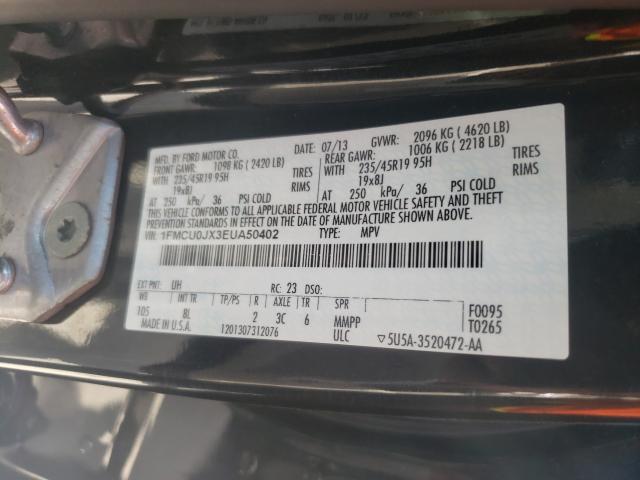 MFD. BY FORD MOTOR CO.
DATE: 07/13 GVWR: 2096 KG ( 4620 LB)
FRONT GAWR: 1098 KG ( 2420 LB) REAR GAWR: 1006 KG ( 2218 LB)
WITH 235/45R19 95H TIRES WITH 235/45R19 95H TIRES
19x8J RIMS 19x8J RIMS
AT 250 kPa/ 36 PSI COLD AT 250 kPa/ 36 PSI COLD
THIS VEHICLE CONFORMS TO ALL APPLICABLE FEDERAL MOTOR VEHICLE SAFETY AND THEFT
PREVENTION STANDARDS IN EFFECT ON THE DATE OF MANUFACTURE SHOWN ABOVE.
VIN: 1FMCU0JX3EUA50402 TYPE: MPV
EXT PNT: UH RC: 23 DSO:
WB INT TR TP/PS R AXLE TR SPR
105 8L 2 3C 6 MMPP
F0095
T0265
MADE IN U.S.A. 1201307312076 ULC 5U5A-3520472-AA